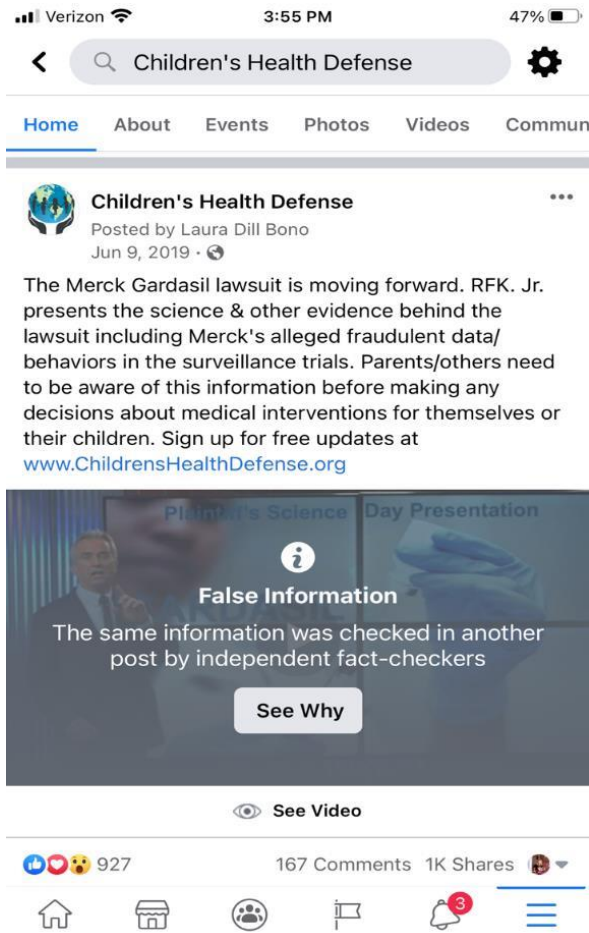 Verizon 3:55 PM 47%
Children's Health Defense
Home About Events Photos Videos Commun
Children's Health Defense
Posted by Laura Dill Bono
Jun 9, 2019 ·
The Merck Gardasil lawsuit is moving forward. RFK. Jr.
presents the science & other evidence behind the
lawsuit including Merck's alleged fraudulent data/
behaviors in the surveillance trials. Parents/others need
to be aware of this information before making any
decisions about medical interventions for themselves or
their children. Sign up for free updates at
www.ChildrensHealthDefense.org
Plaintiff's Science Day Presentation
False Information
The same information was checked in another
post by independent fact-checkers
See Why
See Video
927 167 Comments 1K Shares
3